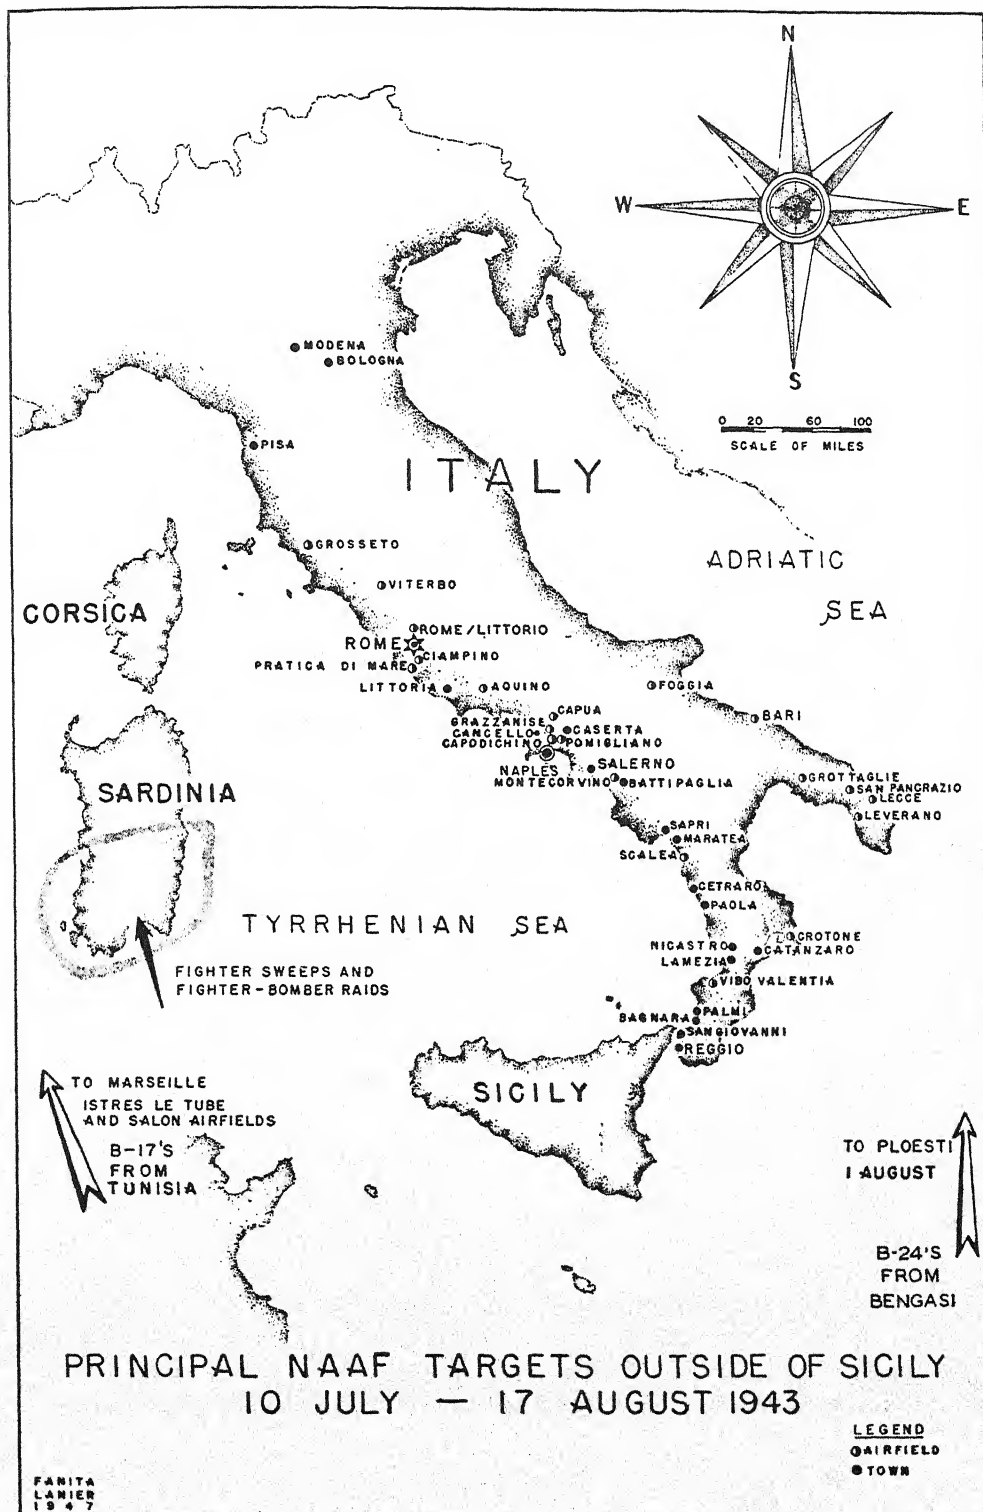 N
W
E
S
0 20 60 100
SCALE OF MILES
MODENA
BOLOGNA
PISA
ITALY
GROSSETO
ADRIATIC
SEA
VITERBO
CORSICA
ROME/LITTORIO
ROME
CIAMPINO
PRATICA DI MARE
LITTORIA
AQUINO
FOGGIA
CAPUA
BARI
GRAZZANISE
CANCELLO
CASERTA
CAPODICHINO
POMIGLIANO
NAPLES
SALERNO
MONTECORVINO
BATTIPAGLIA
GROTTAGLIE
SAN PANCRAZIO
LECCE
LEVERANO
SARDINIA
SAPRI
MARATEA
SCALEA
CETRARO
PAOLA
TYRRHENIAN SEA
CROTONE
NICASTRO
CATANZARO
LAMEZIA
FIGHTER SWEEPS AND
FIGHTER-BOMBER RAIDS
VIBO VALENTIA
PALMI
BAGNARA
SANGIOVANNI
REGGIO
SICILY
TO MARSEILLE
ISTRES LE TUBE
AND SALON AIRFIELDS
B-17'S
FROM
TUNISIA
TO PLOESTI
1 AUGUST
B-24'S
FROM
BENGASI
PRINCIPAL NAAF TARGETS OUTSIDE OF SICILY
10 JULY — 17 AUGUST 1943
LEGEND
AIRFIELD
TOWN
FANITA
LANIER
1947